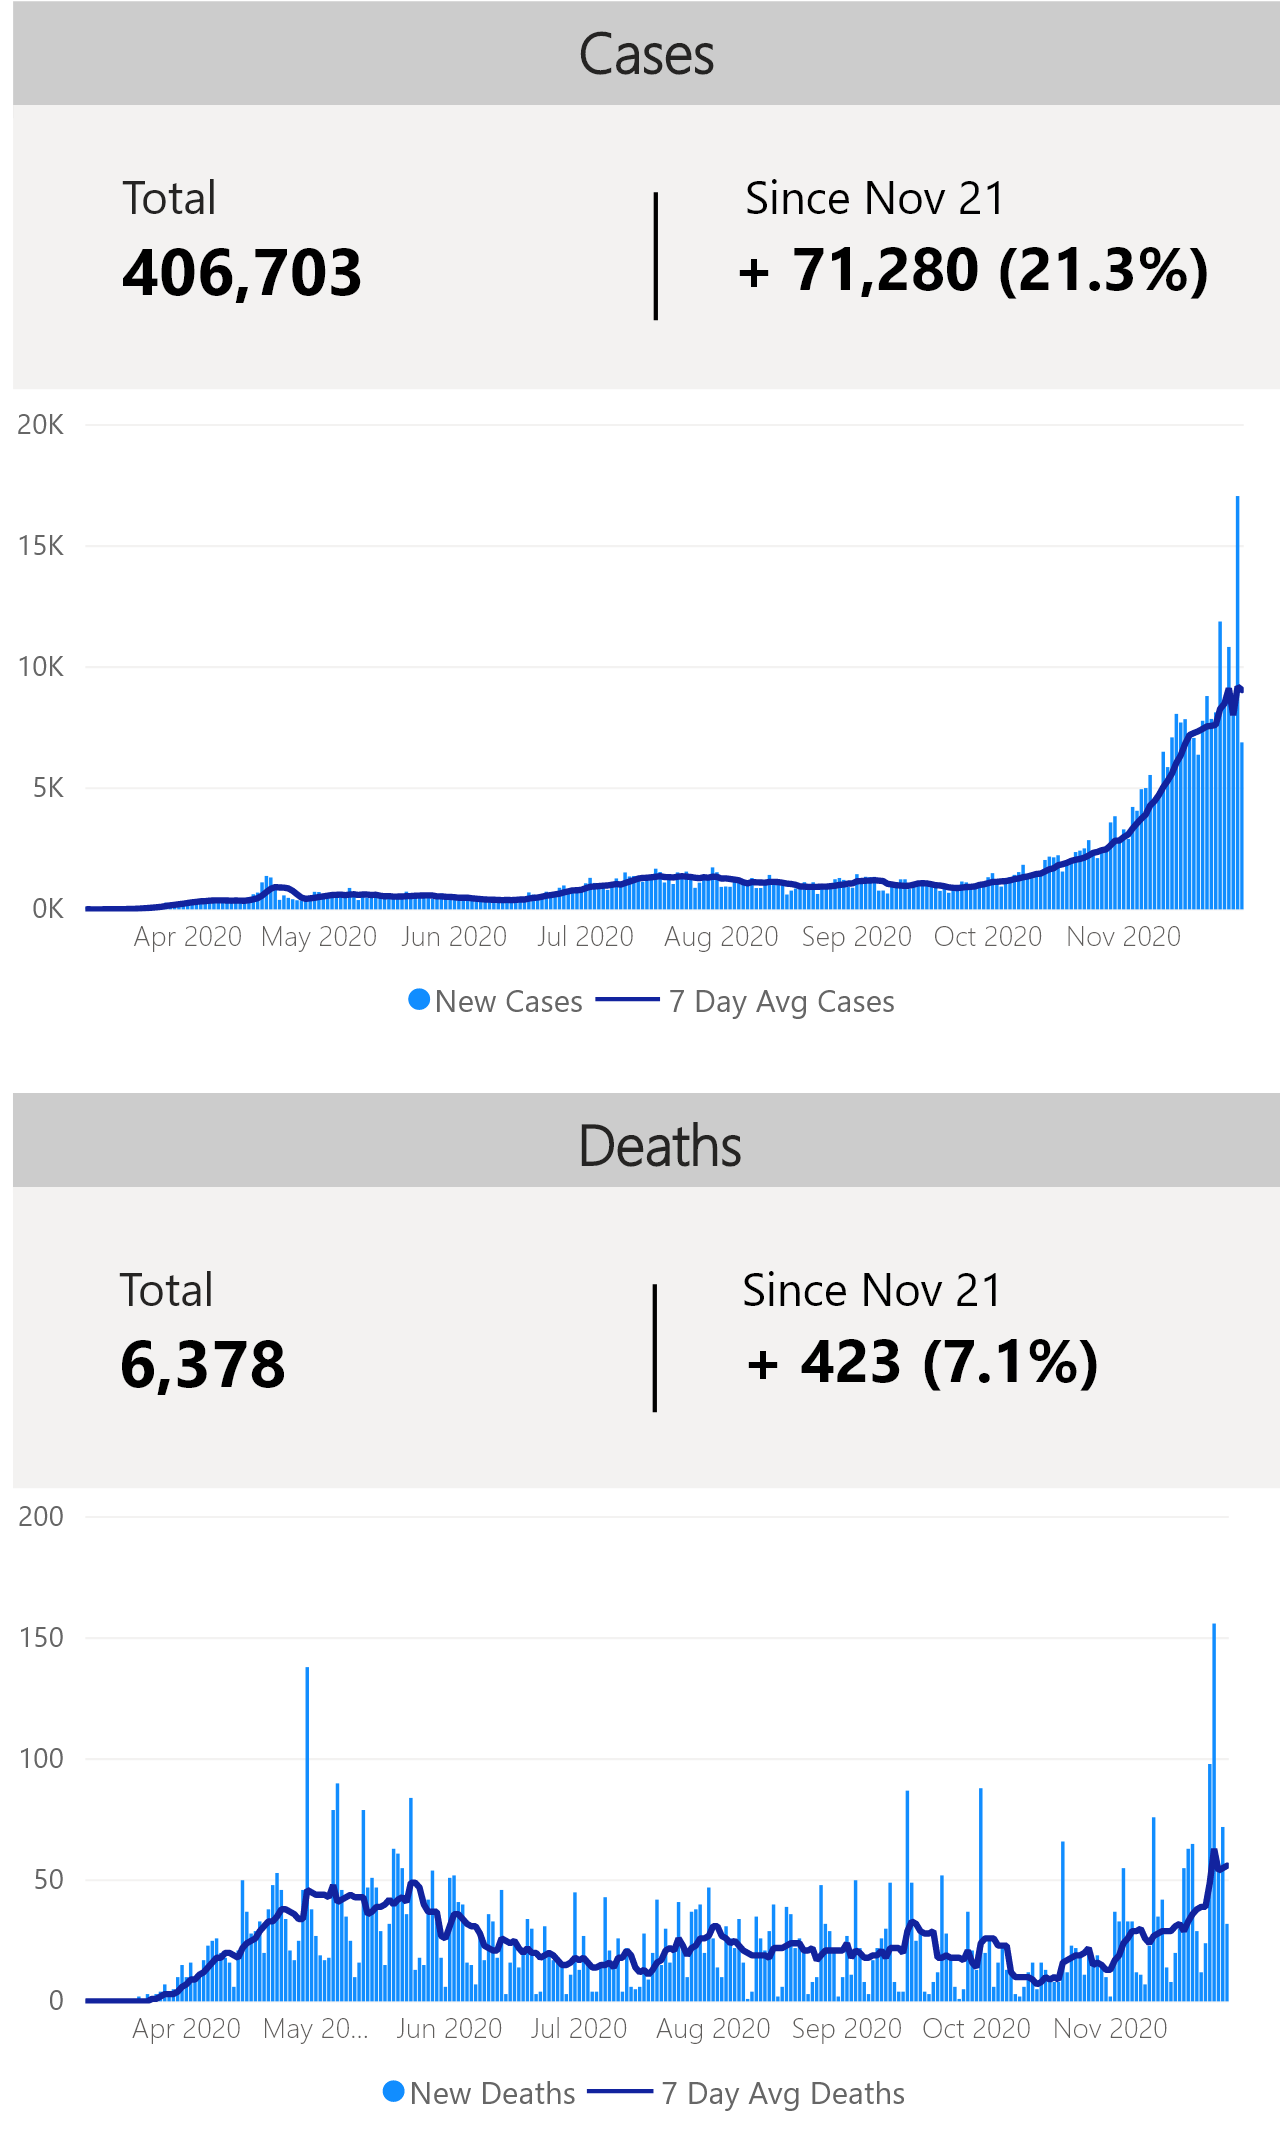 Cases
Total
406,703
Since Nov 21
+ 71,280 (21.3%)
20K
15K
10K
5K
0K
Apr 2020 May 2020 Jun 2020 Jul 2020 Aug 2020 Sep 2020 Oct 2020 Nov 2020
New Cases 7 Day Avg Cases
Deaths
Total
6,378
Since Nov 21
+ 423 (7.1%)
200
150
100
50
0
Apr 2020 May 20... Jun 2020 Jul 2020 Aug 2020 Sep 2020 Oct 2020 Nov 2020
New Deaths 7 Day Avg Deaths